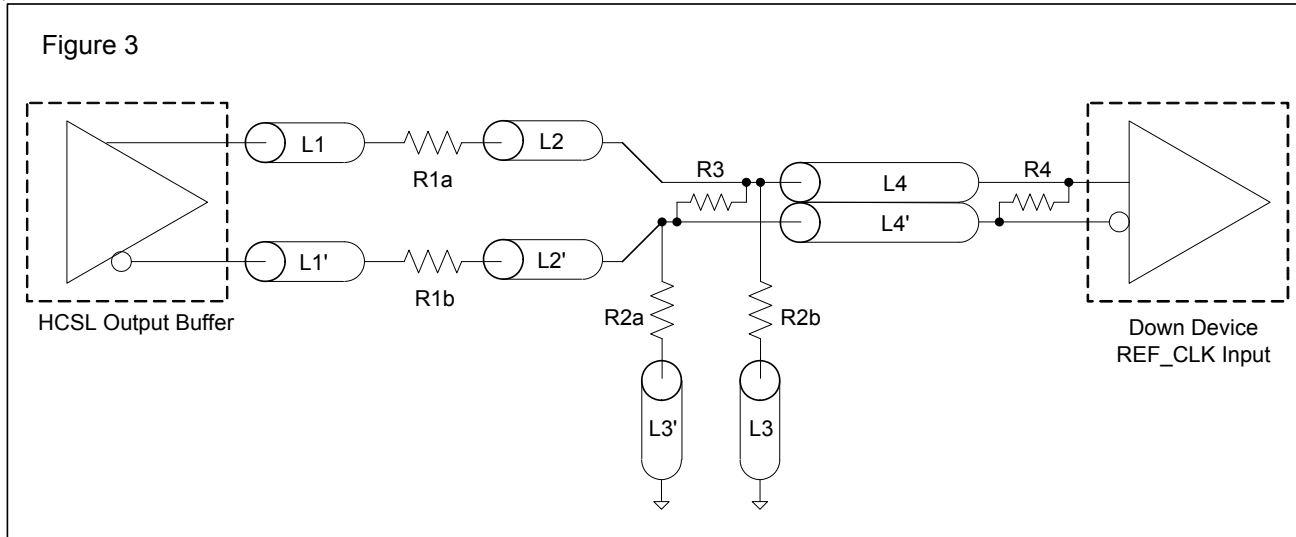 Figure 3
L1
R1a
L2
R3
L4
R4
L4'
L1'
R1b
L2'
HCSL Output Buffer
R2a
R2b
Down Device
REF_CLK Input
L3'
L3